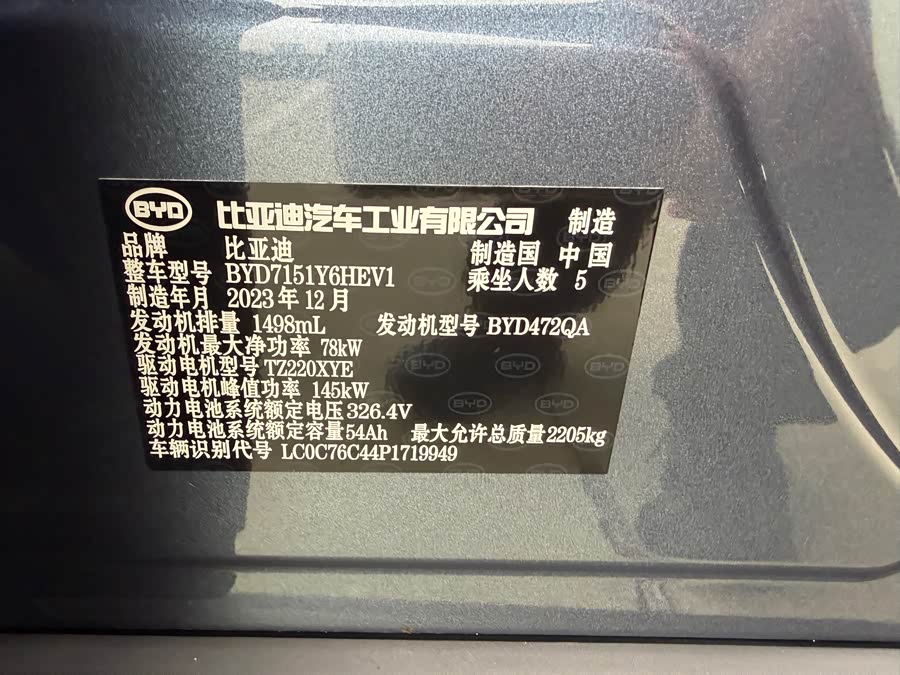 BYD 比亚迪汽车工业有限公司 制造
品牌 比亚迪 制造国 中国
整车型号 BYD7151Y6HEV1 乘坐人数 5
制造年月 2023年12月
发动机排量 1498mL 发动机型号 BYD472QA
发动机最大净功率 78kW
驱动电机型号 TZ220XYE
驱动电机峰值功率 145kW
动力电池系统额定电压 326.4V
动力电池系统额定容量 54Ah 最大允许总质量 2205kg
车辆识别代号 LC0C76C44P1719949